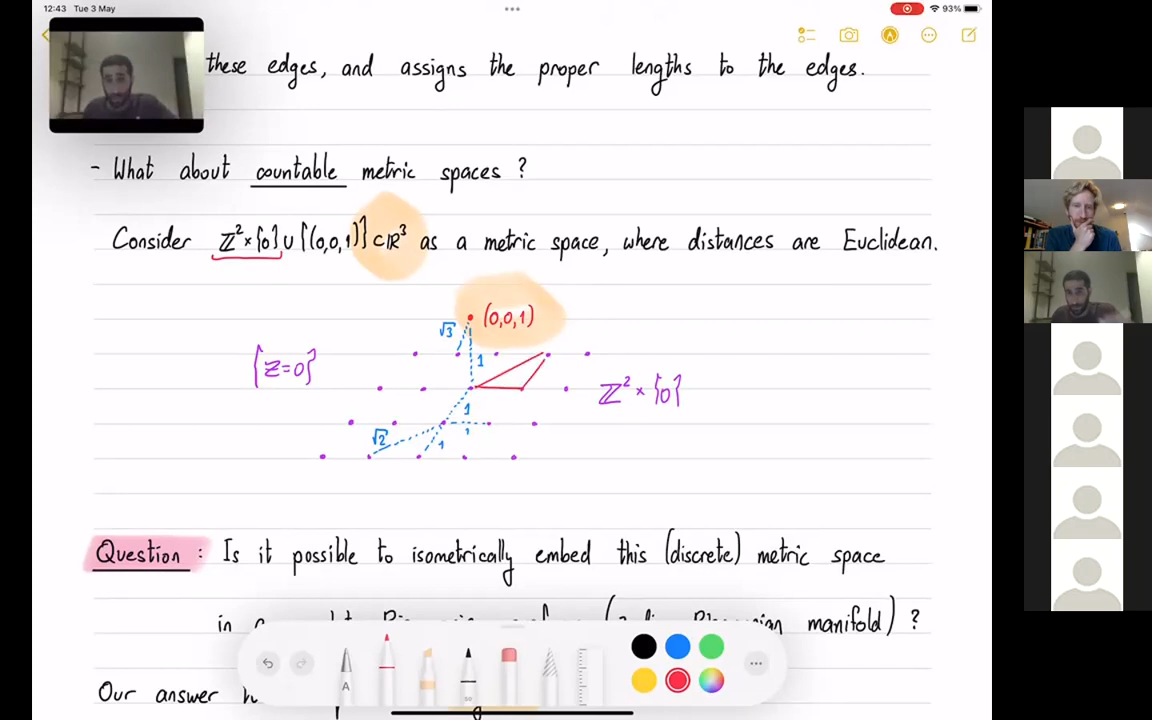 12:43 Tue 3 May
93%
these edges, and assigns the proper lengths to the edges.
- What about countable metric spaces ?
Consider ℤ²×{0}∪{(0,0,1)}⊂ℝ³ as a metric space, where distances are Euclidean.
(0,0,1)
√3
1
{z=0}
ℤ²×{0}
1
1
√2
1
Question : Is it possible to isometrically embed this (discrete) metric space
in manifold) ?
Our answer
A
50